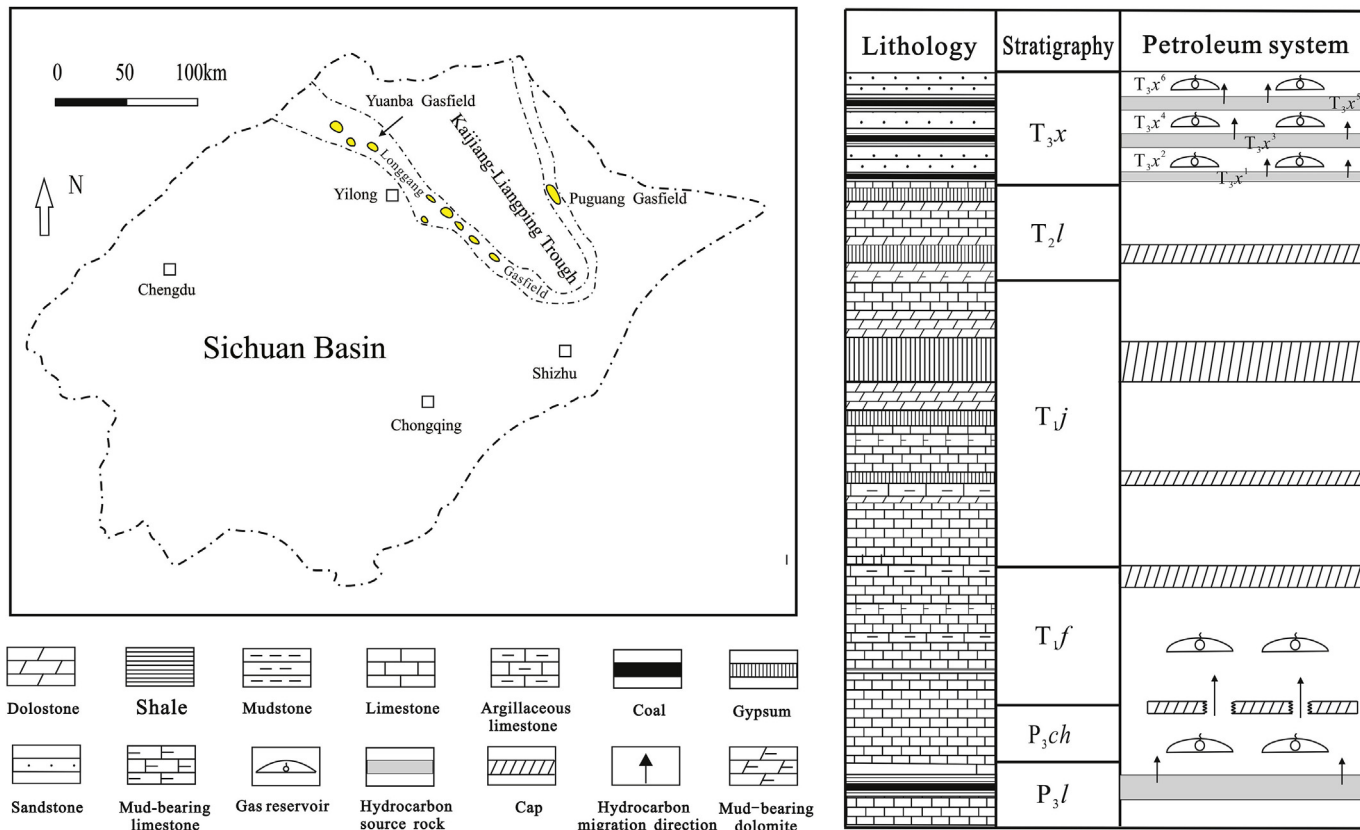 0 50 100km
N
Yuanba Gasfield
Kaijiang-Liangping Trough
Longgang
Gasfield
Yilong
Puguang Gasfield
Chengdu
Sichuan Basin
Shizhu
Chongqing
Dolostone
Shale
Mudstone
Limestone
Argillaceous
limestone
Coal
Gypsum
Sandstone
Mud-bearing
limestone
Gas reservoir
Hydrocarbon
source rock
Cap
Hydrocarbon
migration direction
Mud-bearing
dolomite
Lithology
Stratigraphy
Petroleum system
T₃x
T₂l
T₁j
T₁f
P₃ch
P₃l
T₃x⁶
T₃x⁵
T₃x⁴
T₃x³
T₃x²
T₃x¹